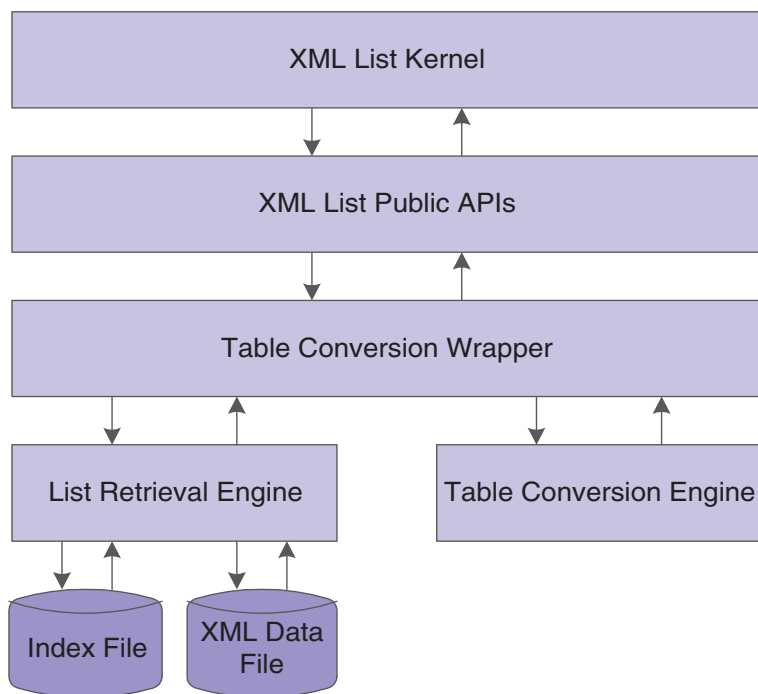 XML List Kernel
XML List Public APIs
Table Conversion Wrapper
List Retrieval Engine
Table Conversion Engine
Index File
XML Data
File